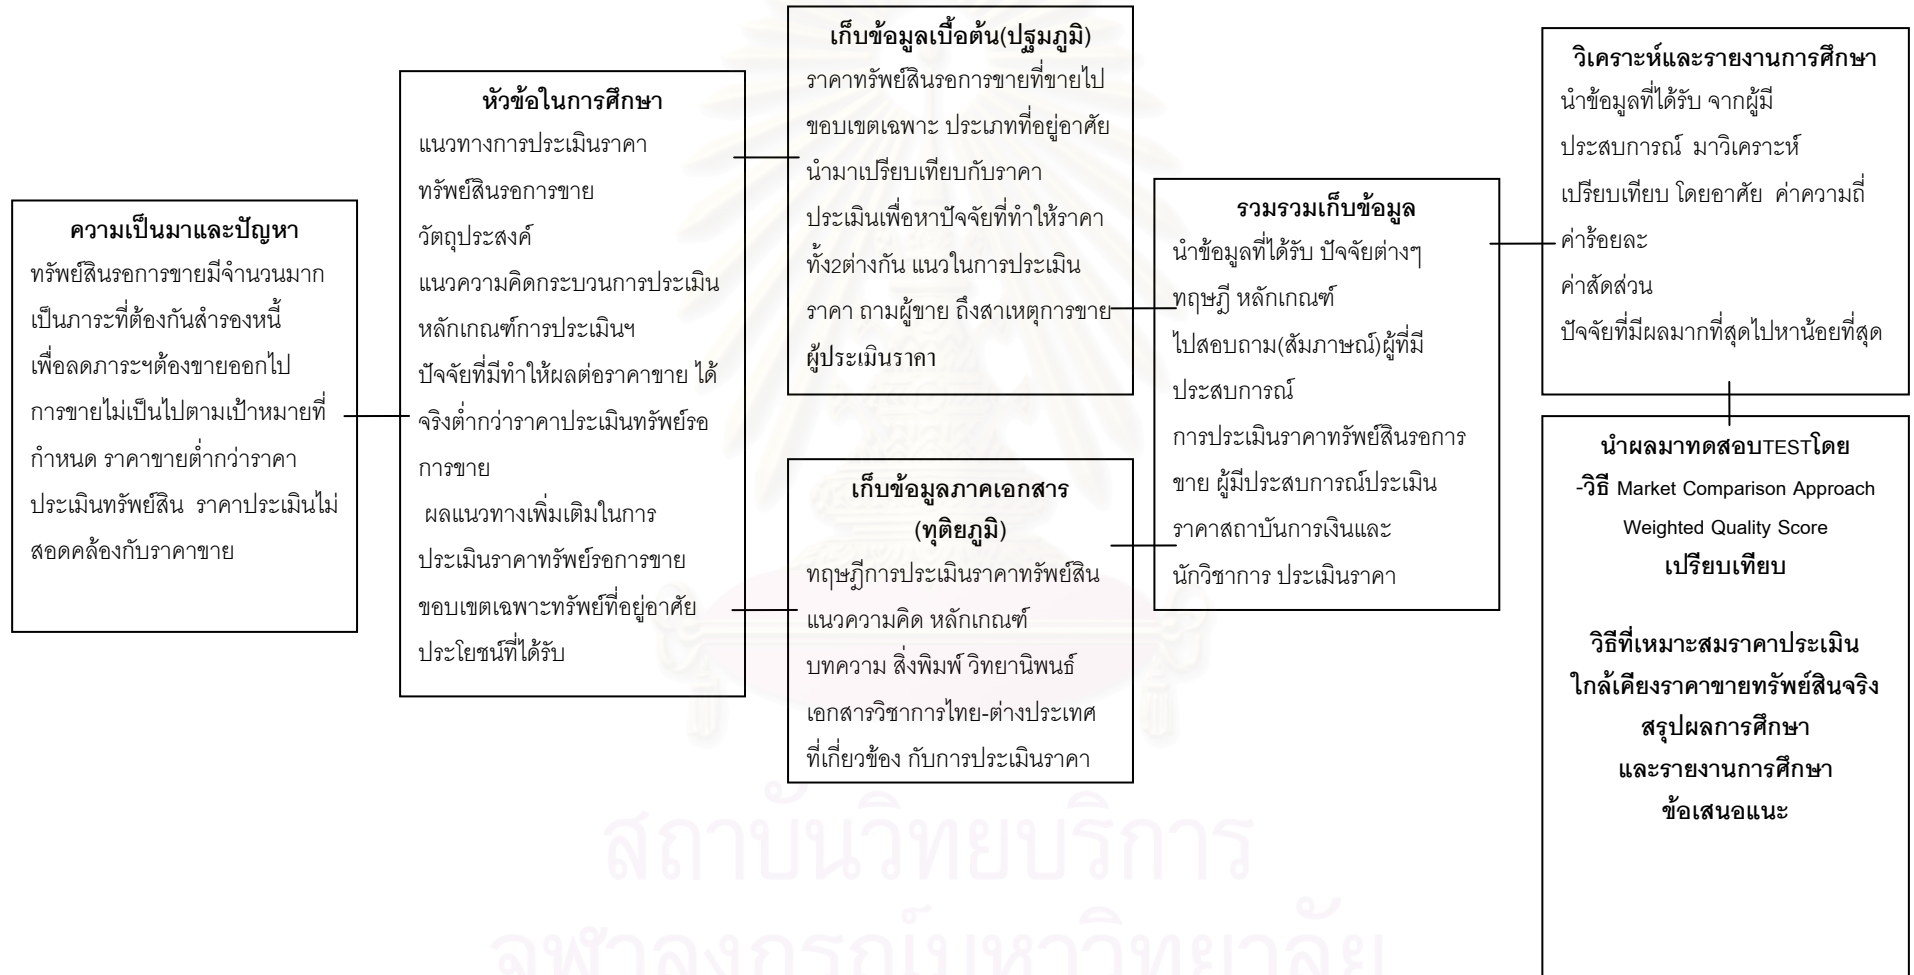 ความเป็นมาและปัญหา
ทรัพย์สินรอการขายมีจำนวนมาก
เป็นภาระที่ต้องกันสำรองหนี้
เพื่อลดภาระฯต้องขายออกไป
การขายไม่เป็นไปตามเป้าหมายที่
กำหนด ราคาขายต่ำกว่าราคา
ประเมินทรัพย์สิน ราคาประเมินไม่
สอดคล้องกับราคาขาย
หัวข้อในการศึกษา
แนวทางการประเมินราคา
ทรัพย์สินรอการขาย
วัตถุประสงค์
แนวความคิดกระบวนการประเมิน
หลักเกณฑ์การประเมินฯ
ปัจจัยที่มีทำให้ผลต่อราคาขาย ได้
จริงต่ำกว่าราคาประเมินทรัพย์รอ
การขาย
ผลแนวทางเพิ่มเติมในการ
ประเมินราคาทรัพย์รอการขาย
ขอบเขตเฉพาะทรัพย์ที่อยู่อาศัย
ประโยชน์ที่ได้รับ
เก็บข้อมูลเบื้อต้น(ปฐมภูมิ)
ราคาทรัพย์สินรอการขายที่ขายไป
ขอบเขตเฉพาะ ประเภทที่อยู่อาศัย
นำมาเปรียบเทียบกับราคา
ประเมินเพื่อหาปัจจัยที่ทำให้ราคา
ทั้ง2ต่างกัน แนวในการประเมิน
ราคา ถามผู้ขาย ถึงสาเหตุการขาย
ผู้ประเมินราคา
เก็บข้อมูลภาคเอกสาร
(ทุติยภูมิ)
ทฤษฎีการประเมินราคาทรัพย์สิน
แนวความคิด หลักเกณฑ์
บทความ สิ่งพิมพ์ วิทยานิพนธ์
เอกสารวิชาการไทย-ต่างประเทศ
ที่เกี่ยวข้อง กับการประเมินราคา
รวมรวมเก็บข้อมูล
นำข้อมูลที่ได้รับ ปัจจัยต่างๆ
ทฤษฎี หลักเกณฑ์
ไปสอบถาม(สัมภาษณ์)ผู้ที่มี
ประสบการณ์
การประเมินราคาทรัพย์สินรอการ
ขาย ผู้มีประสบการณ์ประเมิน
ราคาสถาบันการเงินและ
นักวิชาการ ประเมินราคา
วิเคราะห์และรายงานการศึกษา
นำข้อมูลที่ได้รับ จากผู้มี
ประสบการณ์ มาวิเคราะห์
เปรียบเทียบ โดยอาศัย ค่าความถี่
ค่าร้อยละ
ค่าสัดส่วน
ปัจจัยที่มีผลมากที่สุดไปหาน้อยที่สุด
นำผลมาทดสอบTESTโดย
-วิธี Market Comparison Approach
Weighted Quality Score
เปรียบเทียบ
วิธีที่เหมาะสมราคาประเมิน
ใกล้เคียงราคาขายทรัพย์สินจริง
สรุปผลการศึกษา
และรายงานการศึกษา
ข้อเสนอแนะ
สถาบันวิทยบริการ
จุฬาลงกรณ์มหาวิทยาลัย